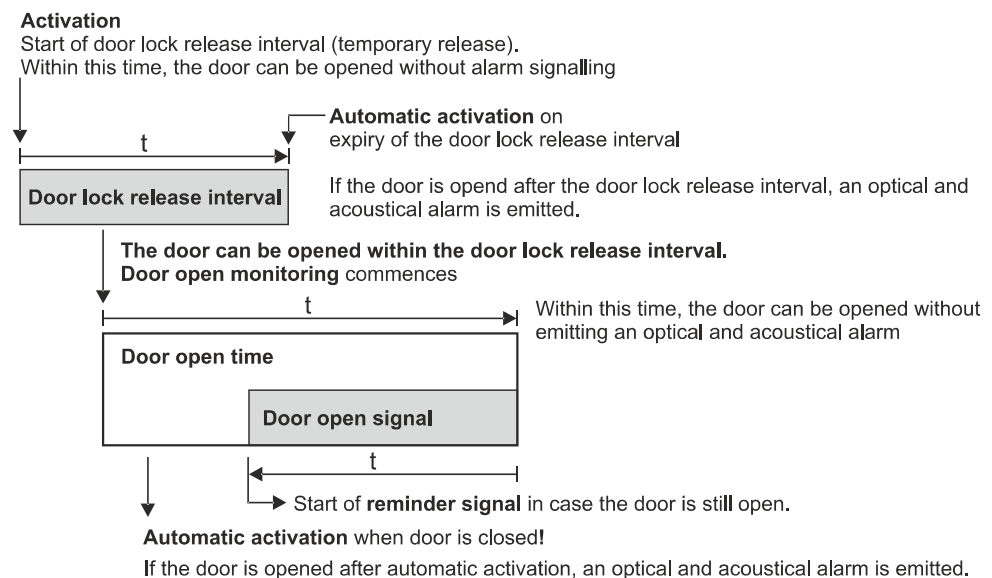 Activation
Start of door lock release interval (temporary release).
Within this time, the door can be opened without alarm signalling
Automatic activation on
expiry of the door lock release interval
t
Door lock release interval
If the door is opend after the door lock release interval, an optical and
acoustical alarm is emitted.
The door can be opened within the door lock release interval.
Door open monitoring commences
t
Within this time, the door can be opened without
emitting an optical and acoustical alarm
Door open time
Door open signal
t
Start of reminder signal in case the door is still open.
Automatic activation when door is closed!
If the door is opened after automatic activation, an optical and acoustical alarm is emitted.